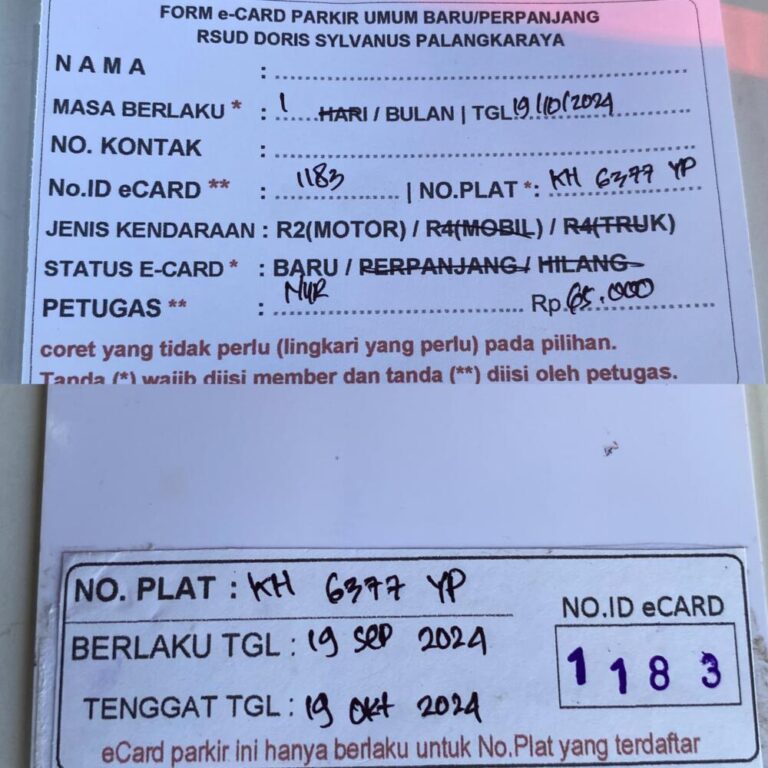 FORM e-CARD PARKIR UMUM BARU/PERPANJANG
RSUD DORIS SYLVANUS PALANGKARAYA
NAMA :
MASA BERLAKU * : 1 HARI / BULAN | TGL 19/10/2024
NO. KONTAK :
No.ID eCARD ** : 1183 | NO.PLAT *: KH 6377 YP
JENIS KENDARAAN : R2(MOTOR) / R4(MOBIL) / R4(TRUK)
STATUS E-CARD * : BARU / PERPANJANG / HILANG
PETUGAS ** : NUR Rp. 65.000
coret yang tidak perlu (lingkari yang perlu) pada pilihan.
Tanda (*) wajib diisi member dan tanda (**) diisi oleh petugas.
NO. PLAT : KH 6377 YP
BERLAKU TGL : 19 SEP 2024
TENGGAT TGL : 19 OKT 2024
NO.ID eCARD
1183
eCard parkir ini hanya berlaku untuk No.Plat yang terdaftar